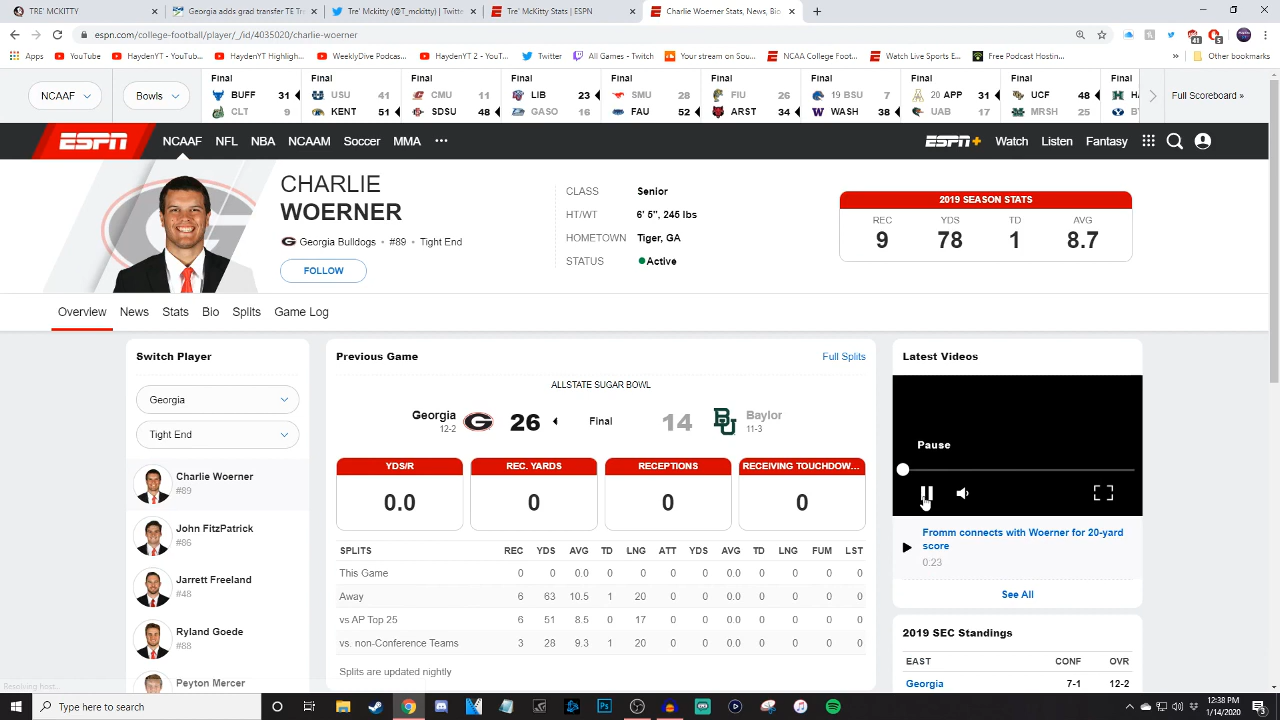 TRE' MCKITTY
Georgia adds grad transfer TE Tr
Tre' Mckitty (@T_mckitty) | Twitte
Tre' McKitty Stats | ESPN
Charlie Woerner Stats, News, Bio
espn.com/college-football/player/_/id/4035020/charlie-woerner
Apps
YouTube
HaydenYT - YouTube
HaydenYT Highligh...
WeeklyDive Podcas...
HaydenYT 2 - YouT...
Twitter
All Games - Twitch
Your stream on Sou...
NCAA College Foot...
Watch Live Sports E...
Free Podcast Hostin...
Other bookmarks
NCAAF
Bowls
Final
BUFF 31
CLT 9
Final
USU 41
KENT 51
Final
CMU 11
SDSU 48
Final
LIB 23
GASO 16
Final
SMU 28
FAU 52
Final
FIU 26
ARST 34
Final
19 BSU 7
WASH 38
Final
20 APP 31
UAB 17
Final
UCF 48
MRSH 25
Final
Full Scoreboard »
ESPN
NCAAF
NFL
NBA
NCAAM
Soccer
MMA
ESPN+
Watch
Listen
Fantasy
CHARLIE
WOERNER
Georgia Bulldogs • #89 • Tight End
FOLLOW
CLASS Senior
HT/WT 6' 5", 245 lbs
HOMETOWN Tiger, GA
STATUS Active
2019 SEASON STATS
REC YDS TD AVG
9 78 1 8.7
Overview
News
Stats
Bio
Splits
Game Log
Switch Player
Georgia
Tight End
Charlie Woerner
#89
John FitzPatrick
#86
Jarrett Freeland
#48
Ryland Goede
#88
Peyton Mercer
Previous Game
Full Splits
ALLSTATE SUGAR BOWL
Georgia
12-2
26
Final
14
Baylor
11-3
YDS/R
0.0
REC. YARDS
0
RECEPTIONS
0
RECEIVING TOUCHDOW...
0
SPLITS REC YDS AVG TD LNG ATT YDS AVG TD LNG FUM LST
This Game 0 0 0.0 0 0 0 0 0.0 0 0 0 0
Away 6 63 10.5 1 20 0 0 0.0 0 0 0 0
vs AP Top 25 6 51 8.5 0 17 0 0 0.0 0 0 0 0
vs. non-Conference Teams 3 28 9.3 1 20 0 0 0.0 0 0 0 0
Splits are updated nightly
Latest Videos
Pause
Fromm connects with Woerner for 20-yard
score
0:23
See All
2019 SEC Standings
EAST CONF OVR
Georgia 7-1 12-2
Resolving host...
Type here to search
12:38 PM
1/14/2020